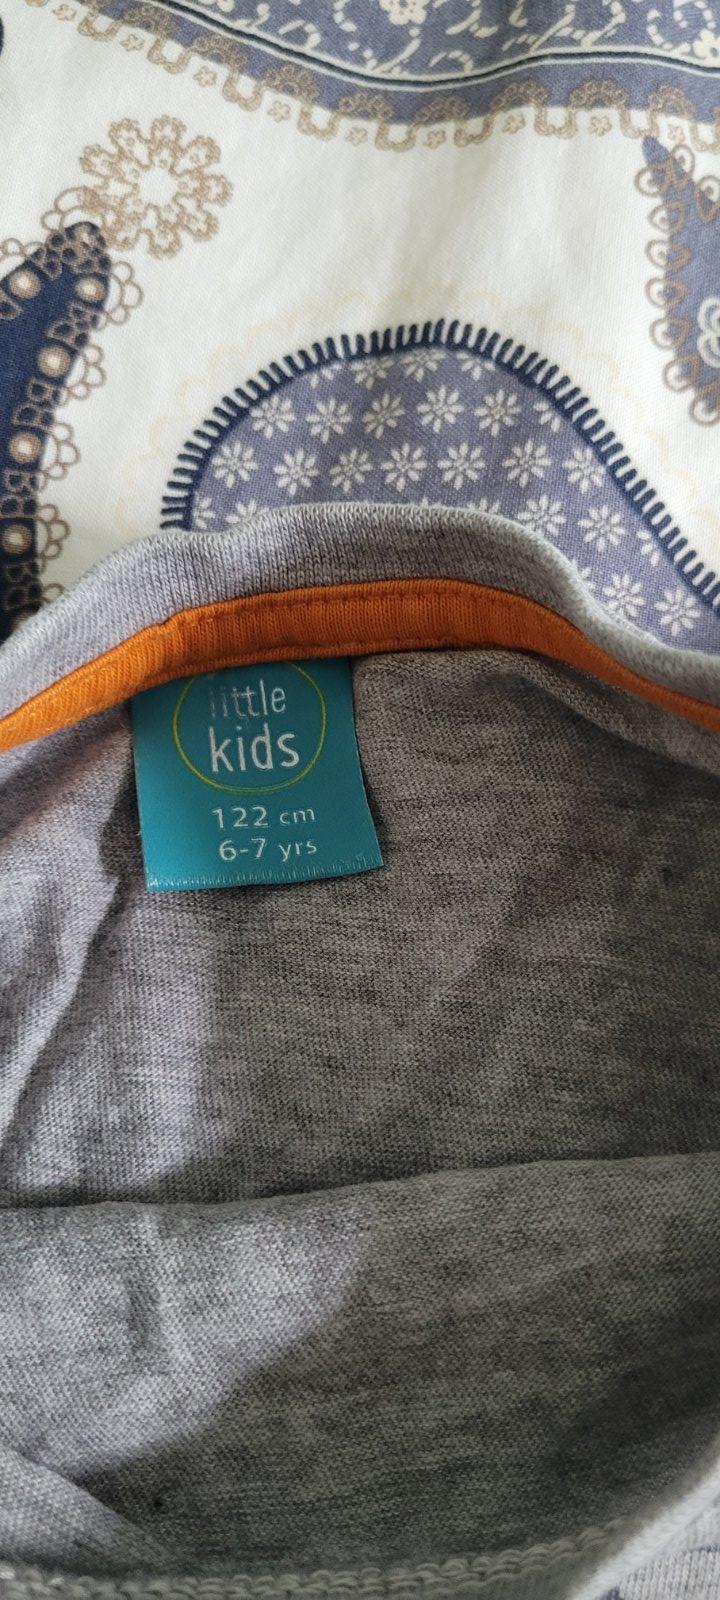 little
kids
122 cm
6-7 yrs